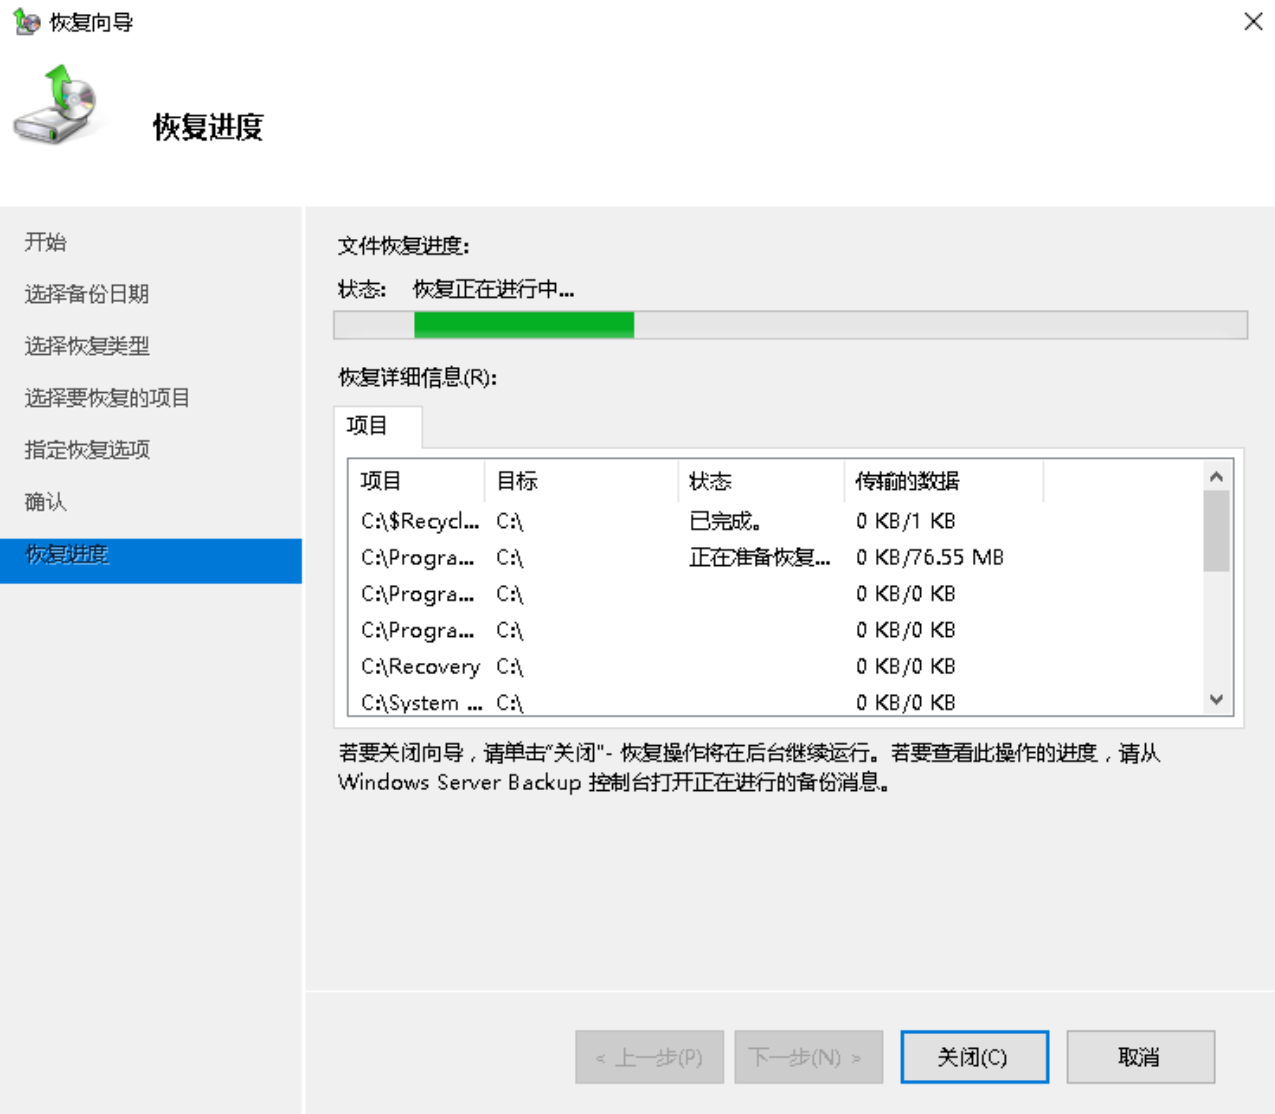 恢复向导
恢复进度
开始
选择备份日期
选择恢复类型
选择要恢复的项目
指定恢复选项
确认
恢复进度
文件恢复进度:
状态: 恢复正在进行中...
恢复详细信息(R):
项目
项目 目标 状态 传输的数据
C:\$Recycl... C:\ 已完成。 0 KB/1 KB
C:\Progra... C:\ 正在准备恢复... 0 KB/76.55 MB
C:\Progra... C:\ 0 KB/0 KB
C:\Progra... C:\ 0 KB/0 KB
C:\Recovery C:\ 0 KB/0 KB
C:\System ... C:\ 0 KB/0 KB
若要关闭向导，请单击“关闭”- 恢复操作将在后台继续运行。若要查看此操作的进度，请从
Windows Server Backup 控制台打开正在进行的备份消息。
< 上一步(P) 下一步(N) > 关闭(C) 取消